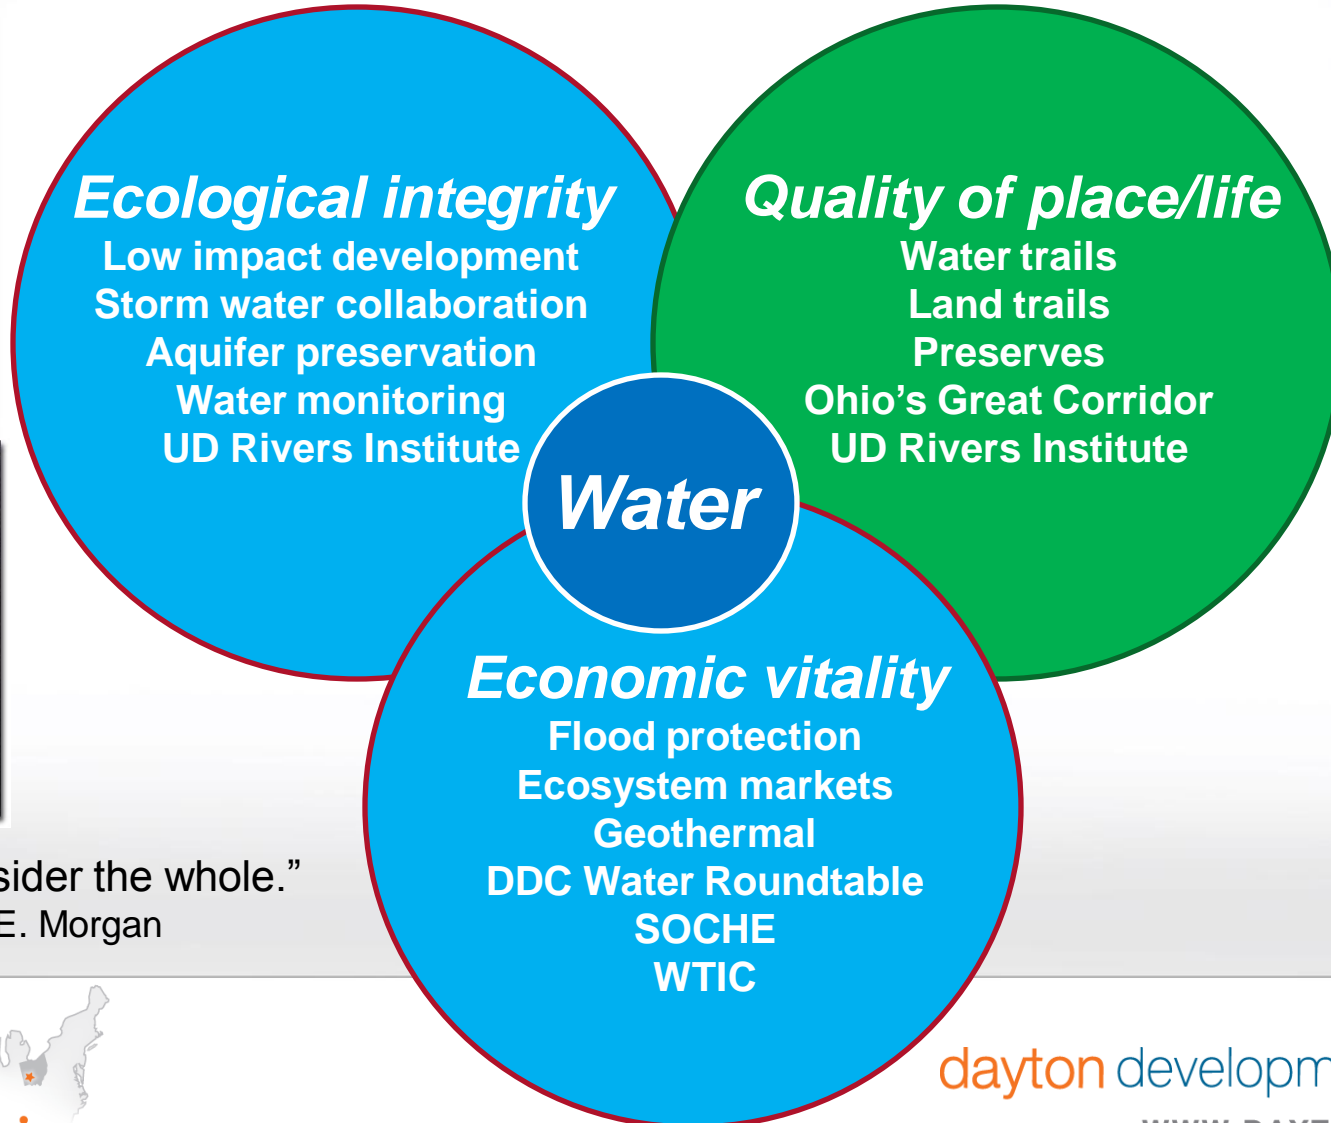 Ecological integrity
Low impact development
Storm water collaboration
Aquifer preservation
Water monitoring
UD Rivers Institute
Quality of place/life
Water trails
Land trails
Preserves
Ohio's Great Corridor
UD Rivers Institute
Water
Economic vitality
Flood protection
Ecosystem markets
Geothermal
DDC Water Roundtable
SOCHE
WTIC
sider the whole.”
E. Morgan
dayton developm